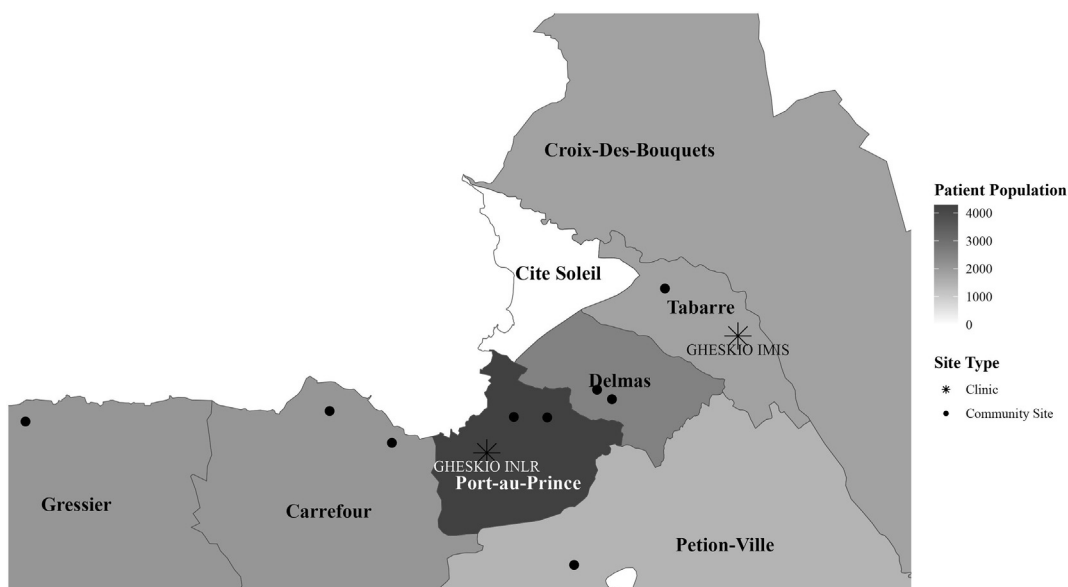 Croix-Des-Bouquets
Cite Soleil
Tabarre
GHESKIO IMIS
Delmas
GHESKIO INLR
Port-au-Prince
Gressier
Carrefour
Petion-Ville
Patient Population
4000
3000
2000
1000
0
Site Type
Clinic
Community Site